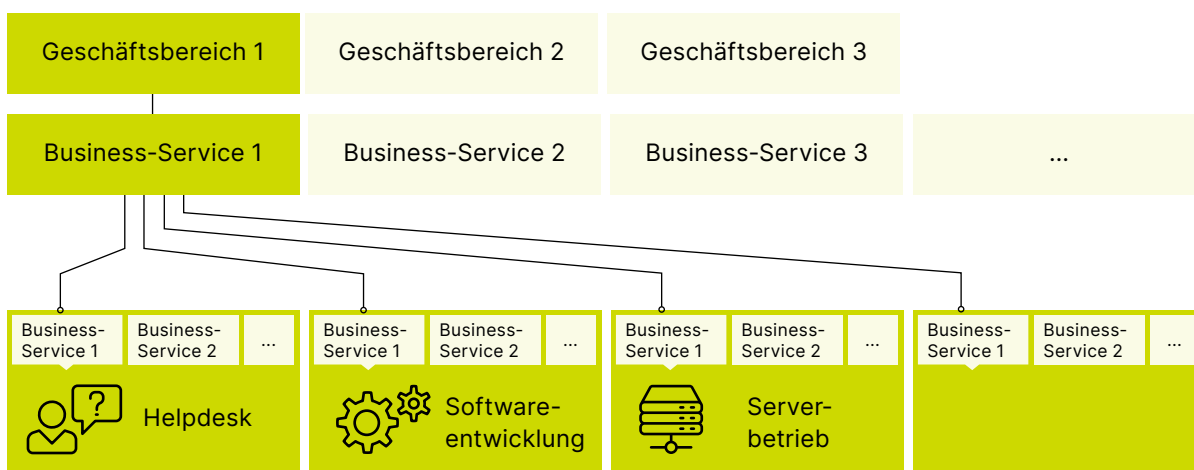 Geschäftsbereich 1
Geschäftsbereich 2
Geschäftsbereich 3
Business-Service 1
Business-Service 2
Business-Service 3
...
Business-
Service 1
Business-
Service 2
...
Business-
Service 1
Business-
Service 2
...
Business-
Service 1
Business-
Service 2
...
Business-
Service 1
Business-
Service 2
...
?
Helpdesk
Software-
entwicklung
Server-
betrieb